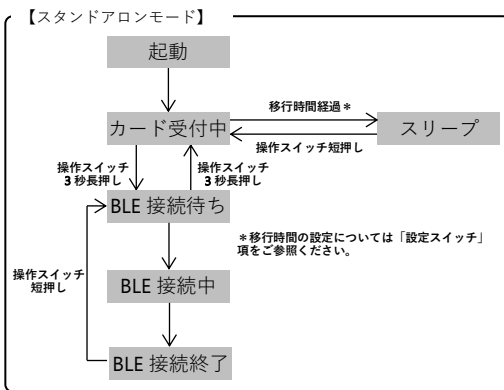 【スタンドアロンモード】
起動
移行時間経過＊
カード受付中
スリープ
操作スイッチ短押し
操作スイッチ
3秒長押し
操作スイッチ
3秒長押し
BLE 接続待ち
＊移行時間の設定については「設定スイッチ」
項をご参照ください。
操作スイッチ
短押し
BLE 接続中
BLE 接続終了